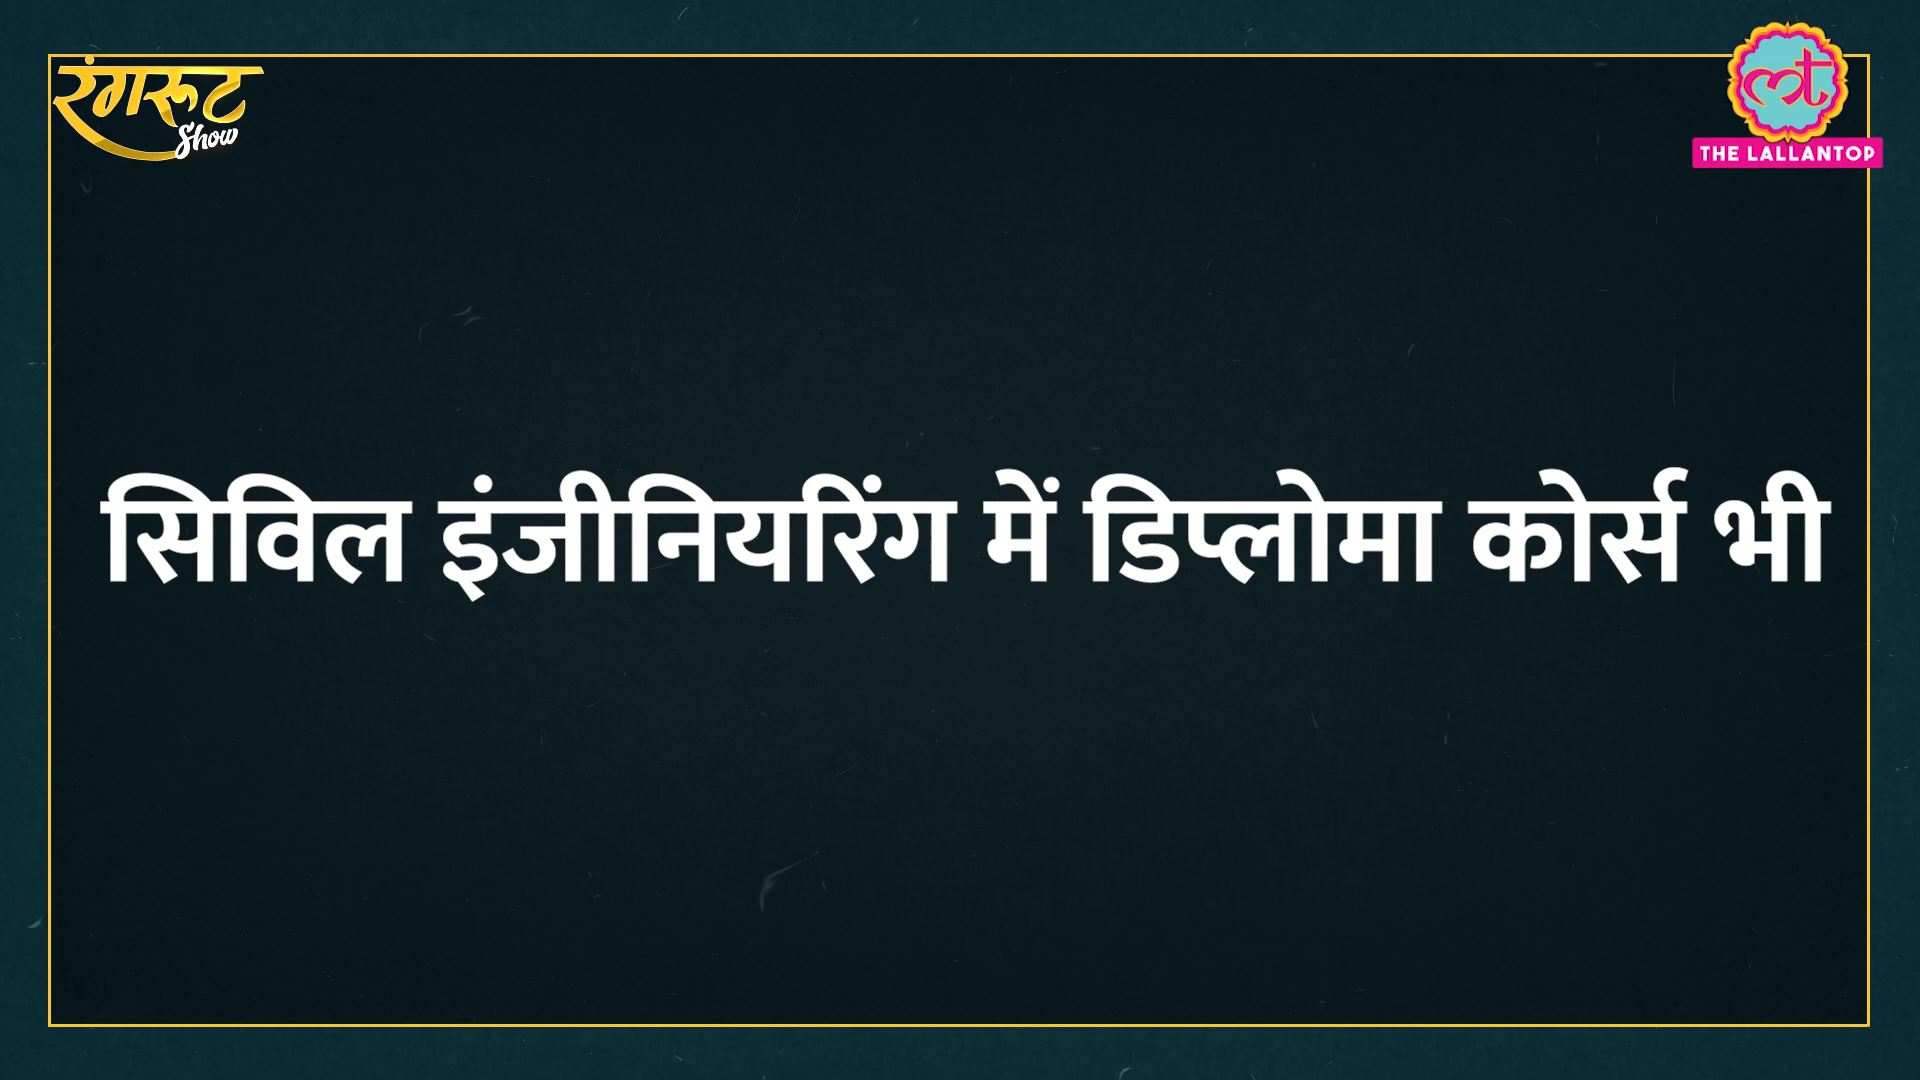 रंगरूट
Show
THE LALLANTOP
सिविल इंजीनियरिंग में डिप्लोमा कोर्स भी